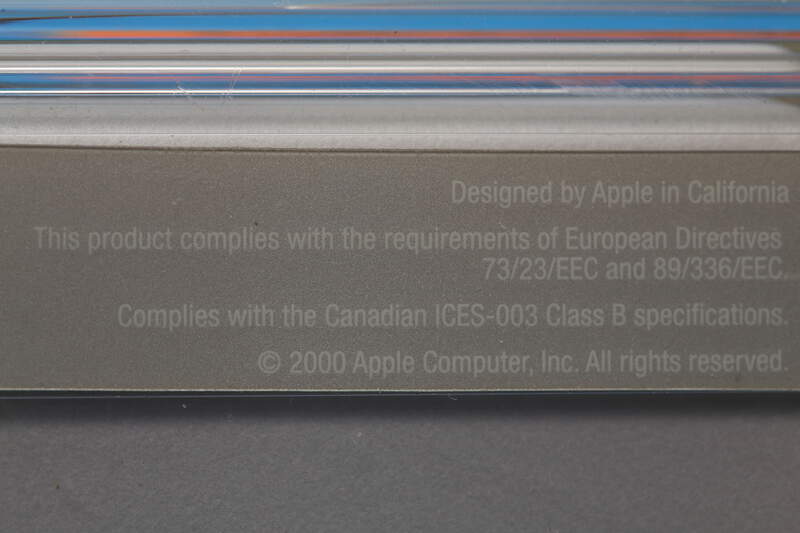 Designed by Apple in California
This product complies with the requirements of European Directives
73/23/EEC and 89/336/EEC.
Complies with the Canadian ICES-003 Class B specifications.
© 2000 Apple Computer, Inc. All rights reserved.